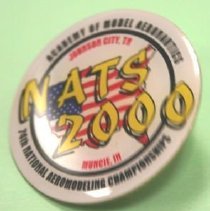 ACADEMY OF MODEL AERONAUTICS
JOHNSON CITY, TN
NATS
2000
MUNCIE, IN
74th NATIONAL AEROMODELING CHAMPIONSHIPS